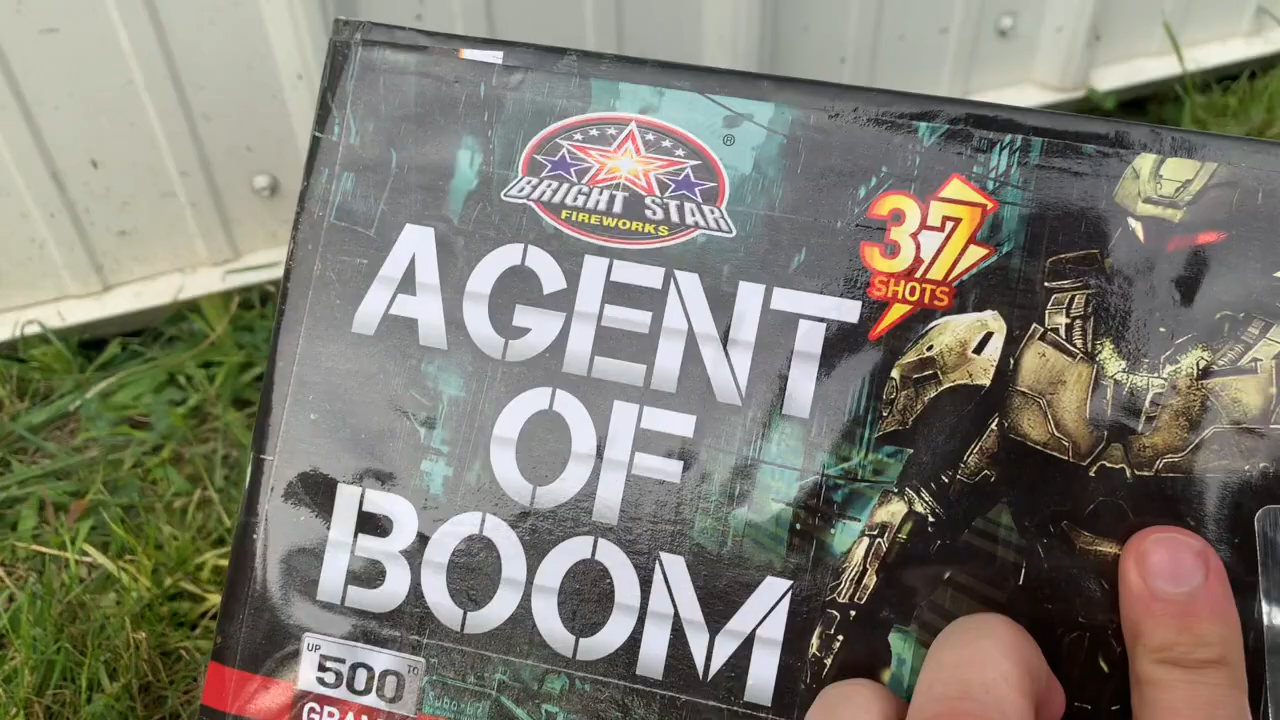 BRIGHT STAR
®
FIREWORKS
37
SHOTS
AGENT
OF
BOOM
UP TO
500